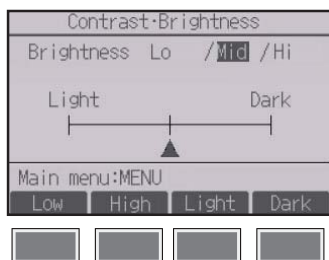 Contrast·Brightness
Brightness Lo /Mid /Hi
Light Dark
Main menu:MENU
Low High Light Dark